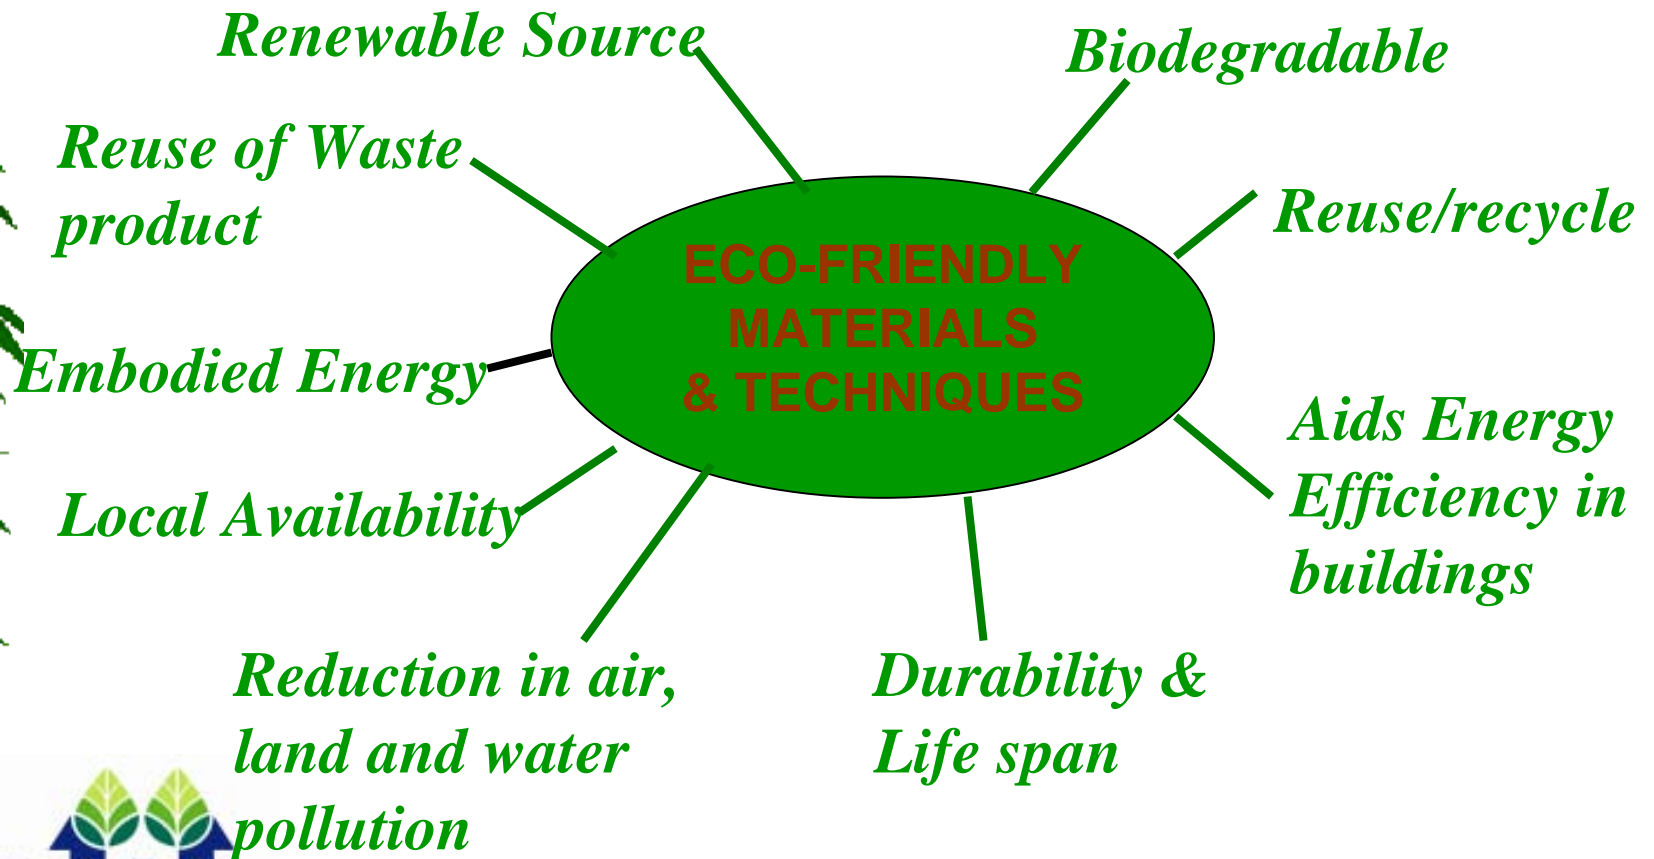 Renewable Source
Biodegradable
Reuse of Waste
product
Reuse/recycle
ECO-FRIENDLY
MATERIALS
& TECHNIQUES
Embodied Energy
Aids Energy
Efficiency in
buildings
Local Availability
Reduction in air,
land and water
pollution
Durability &
Life span